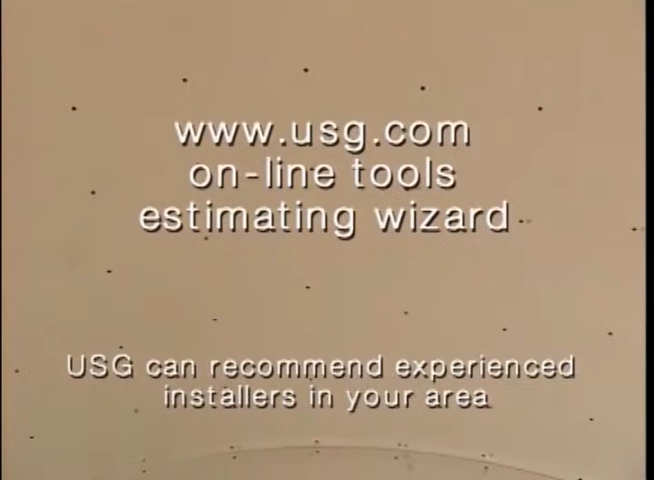 www.usg.com
on-line tools
estimating wizard
USG can recommend experienced
installers in your area